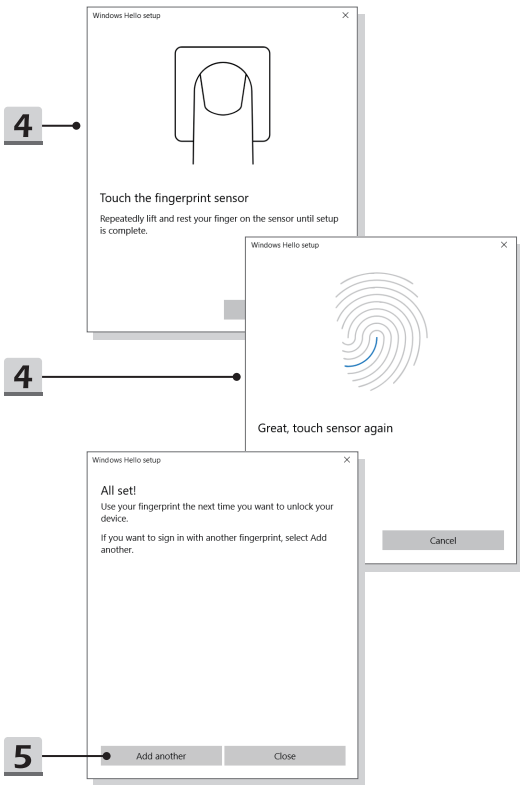 Windows Hello setup
4
Touch the fingerprint sensor
Repeatedly lift and rest your finger on the sensor until setup
is complete.
Windows Hello setup
4
Great, touch sensor again
Cancel
Windows Hello setup
All set!
Use your fingerprint the next time you want to unlock your
device.
If you want to sign in with another fingerprint, select Add
another.
5
Add another
Close